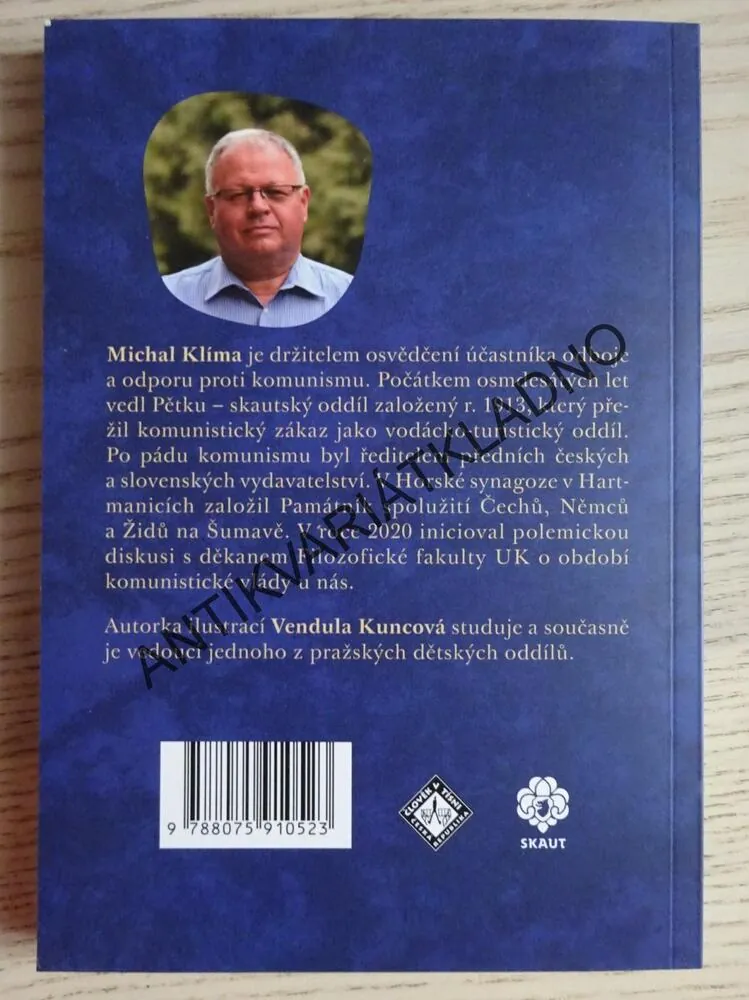 Michal Klíma je držitelem osvědčení účastníka odboje
a odporu proti komunismu. Počátkem osmdesátých let
vedl Pětku – skautský oddíl založený r. 1913, který pře-
žil komunistický zákaz jako vodácko-turistický oddíl.
Po pádu komunismu byl ředitelem předních českých
a slovenských vydavatelství. V Horské synagoze v Hart-
manicích založil Památník spolužití Čechů, Němců
a Židů na Šumavě. V roce 2020 inicioval polemickou
diskusi s děkanem Filozofické fakulty UK o období
komunistické vlády u nás.
Autorka ilustrací Vendula Kuncová studuje a současně
je vedoucí jednoho z pražských dětských oddílů.
ANTIKVARIÁTKLADNO
9 788075 910523
ČLOVĚK V TÍSNI
ČESKÁ REPUBLIKA
SKAUT